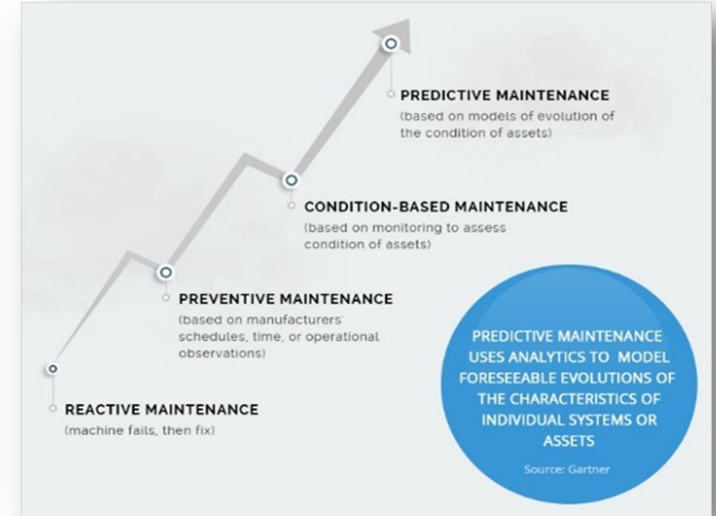 PREDICTIVE MAINTENANCE
(based on models of evolution of
the condition of assets)
CONDITION-BASED MAINTENANCE
(based on monitoring to assess
condition of assets)
PREVENTIVE MAINTENANCE
(based on manufacturers'
schedules, time, or operational
observations)
REACTIVE MAINTENANCE
(machine fails, then fix)
PREDICTIVE MAINTENANCE
USES ANALYTICS TO MODEL
FORESEEABLE EVOLUTIONS OF
THE CHARACTERISTICS OF
INDIVIDUAL SYSTEMS OR
ASSETS
Source: Gartner